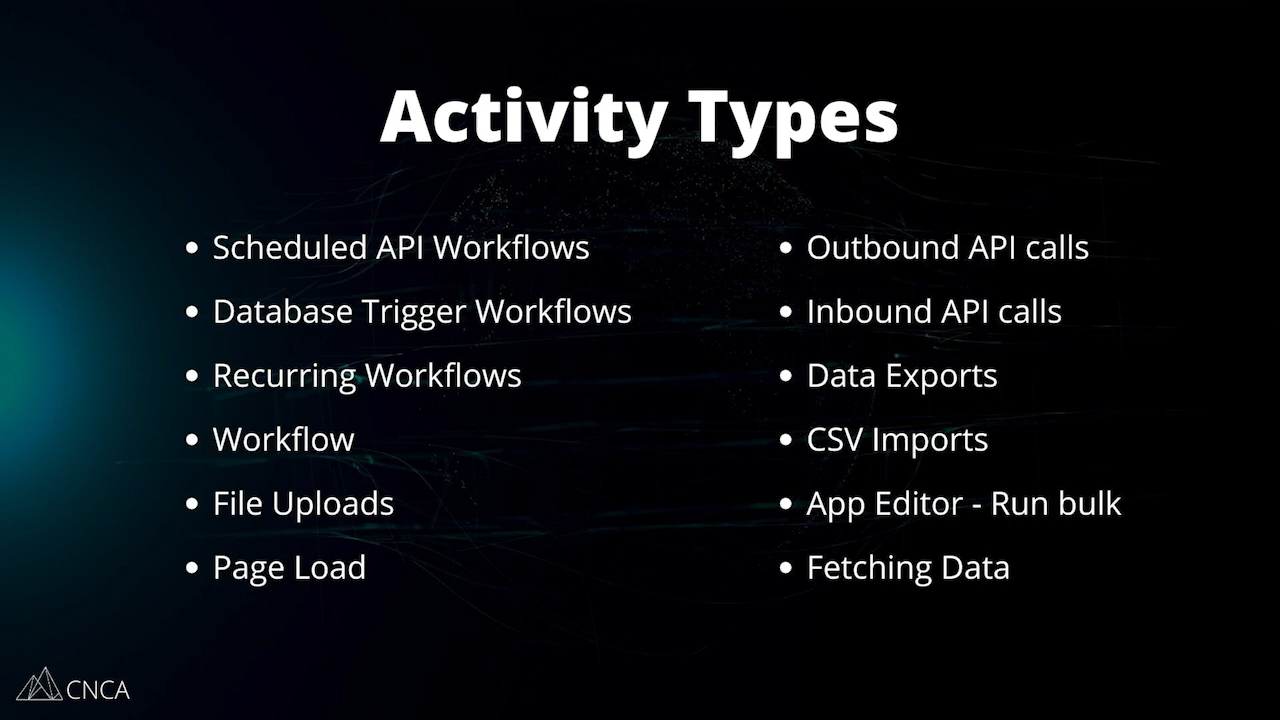 Activity Types
• Scheduled API Workflows
• Database Trigger Workflows
• Recurring Workflows
• Workflow
• File Uploads
• Page Load
• Outbound API calls
• Inbound API calls
• Data Exports
• CSV Imports
• App Editor - Run bulk
• Fetching Data
CNCA